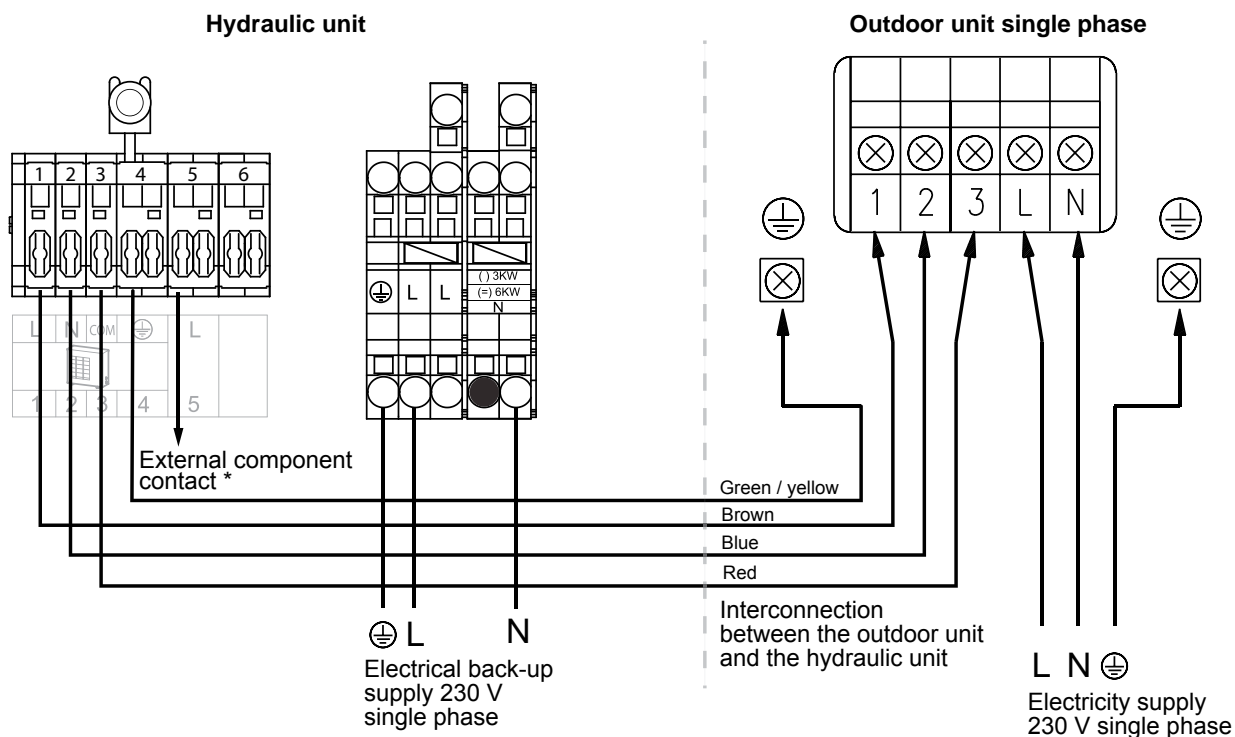 Hydraulic unit
Outdoor unit single phase
1 2 3 4 5 6
L N COM L
1 2 3 4 5
L L
( ) 3KW
(=) 6KW
N
1 2 3 L N
External component
contact *
Green / yellow
Brown
Blue
Red
Interconnection
between the outdoor unit
and the hydraulic unit
L N
Electrical back-up
supply 230 V
single phase
L N
Electricity supply
230 V single phase